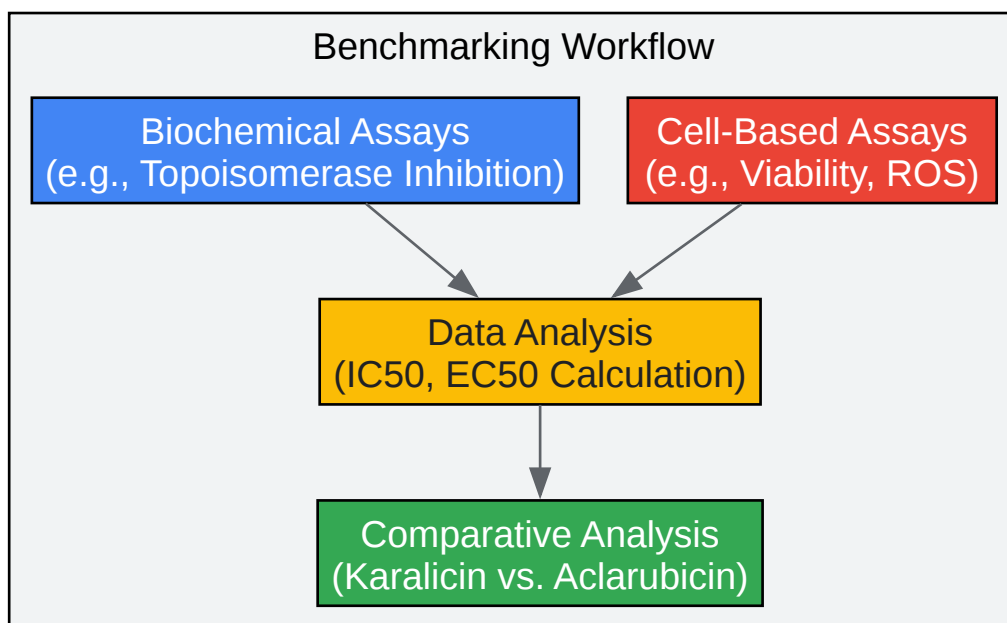 Benchmarking Workflow
Biochemical Assays
(e.g., Topoisomerase Inhibition)
Cell-Based Assays
(e.g., Viability, ROS)
Data Analysis
(IC50, EC50 Calculation)
Comparative Analysis
(Karalicin vs. Aclarubicin)